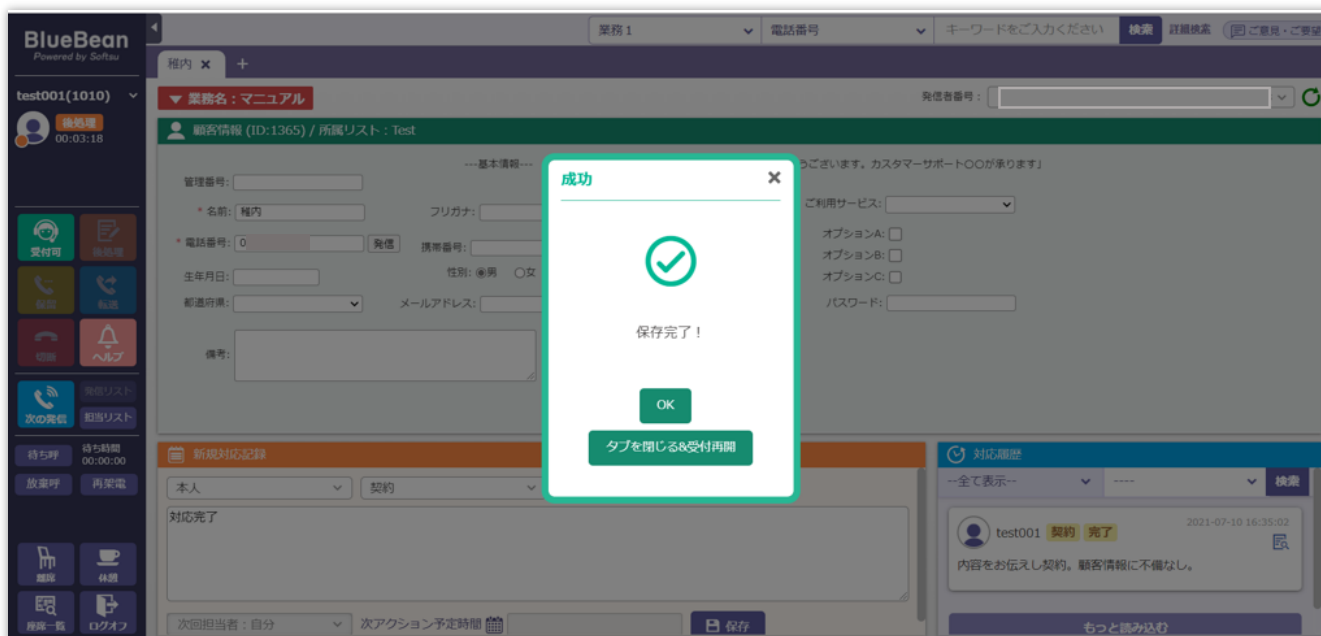 BlueBean
Powered by Softsu
業務1
電話番号
キーワードをご入力ください
検索
詳細検索
ご意見・ご要望
稚内 ×
+
test001(1010)
後処理
00:03:18
▼ 業務名:マニュアル
発信者番号:
顧客情報 (ID:1365) / 所属リスト : Test
---基本情報---
うございます。カスタマーサポート〇〇が承ります」
管理番号:
* 名前: 稚内
フリガナ:
ご利用サービス:
* 電話番号: 0
発信
携帯番号:
オプションA:
オプションB:
オプションC:
生年月日:
性別: 男 女
都道府県:
メールアドレス:
パスワード:
備考:
成功
×
保存完了!
OK
タブを閉じる&受付再開
受付可
後処理
保留
転送
切断
ヘルプ
次の発信
発信リスト
担当リスト
待ち呼
待ち時間
00:00:00
放棄呼
再架電
離席
休憩
座席一覧
ログオフ
新規対応記録
本人
契約
対応完了
次回担当者:自分
次アクション予定時間
保存
対応履歴
--全て表示--
----
検索
test001 契約 完了
2021-07-10 16:35:02
内容をお伝えし契約。顧客情報に不備なし。
もっと読み込む